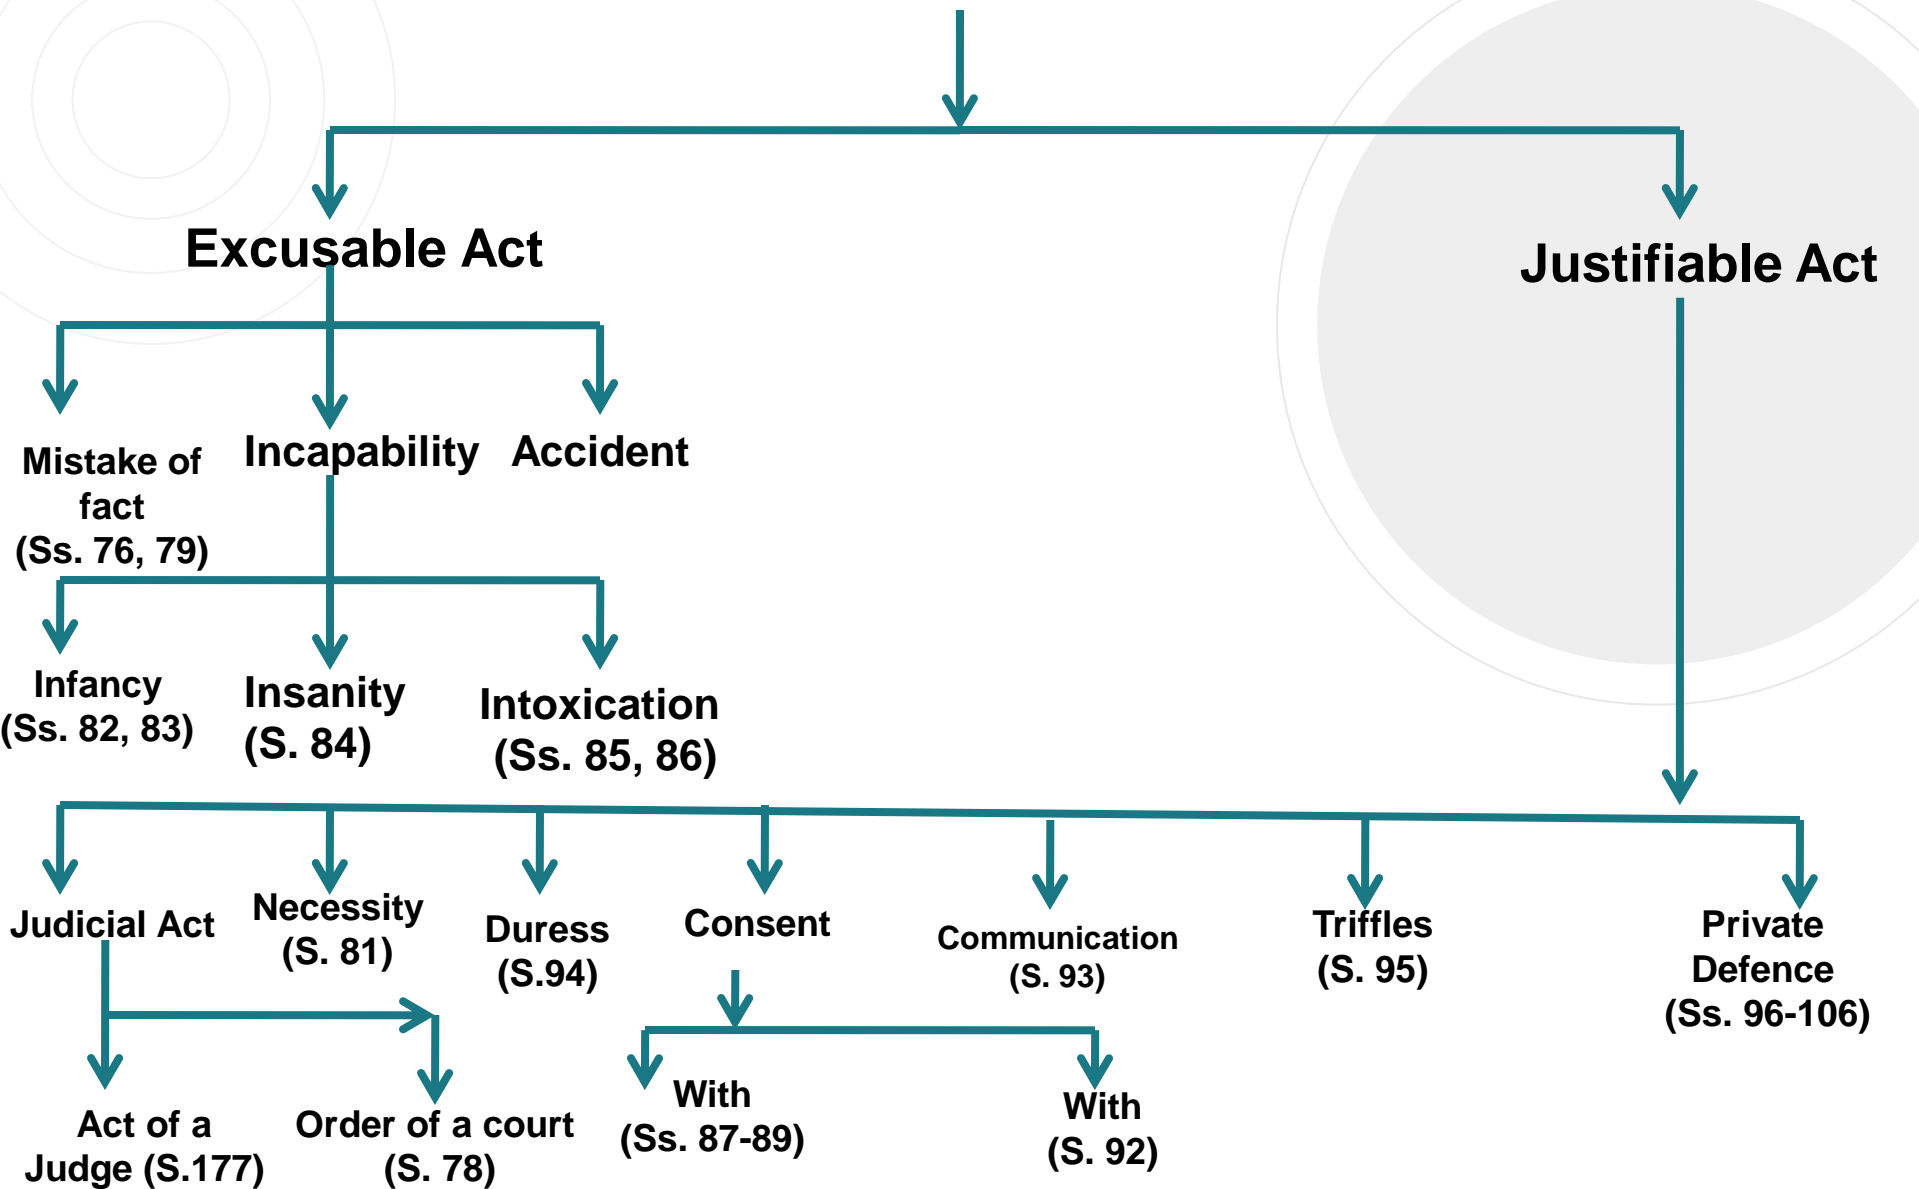 Excusable Act
Justifiable Act
Mistake of
fact
(Ss. 76, 79)
Incapability
Accident
Infancy
(Ss. 82, 83)
Insanity
(S. 84)
Intoxication
(Ss. 85, 86)
Judicial Act
Necessity
(S. 81)
Duress
(S.94)
Consent
Communication
(S. 93)
Triffles
(S. 95)
Private
Defence
(Ss. 96-106)
Act of a
Judge (S.177)
Order of a court
(S. 78)
With
(Ss. 87-89)
With
(S. 92)